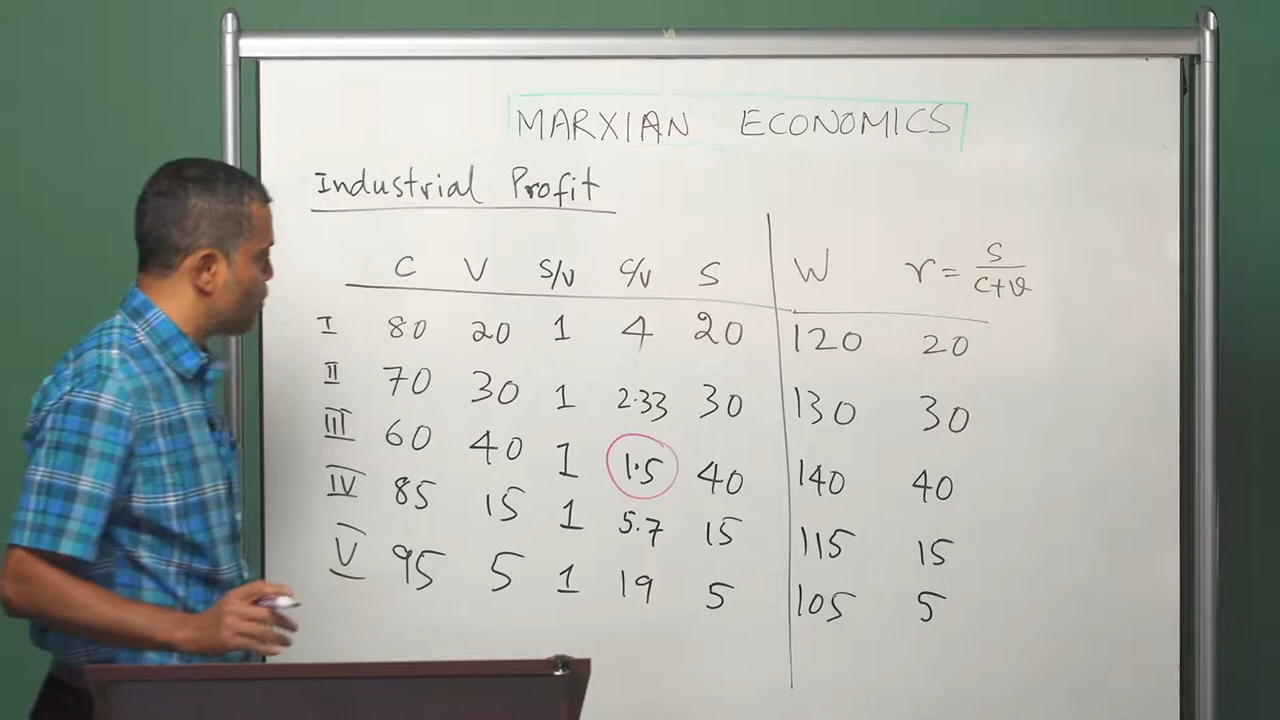 MARXIAN ECONOMICS
Industrial Profit
C V S/V C/V S W r = S/C+V
I 80 20 1 4 20 120 20
II 70 30 1 2.33 30 130 30
III 60 40 1 1.5 40 140 40
IV 85 15 1 5.7 15 115 15
V 95 5 1 19 5 105 5